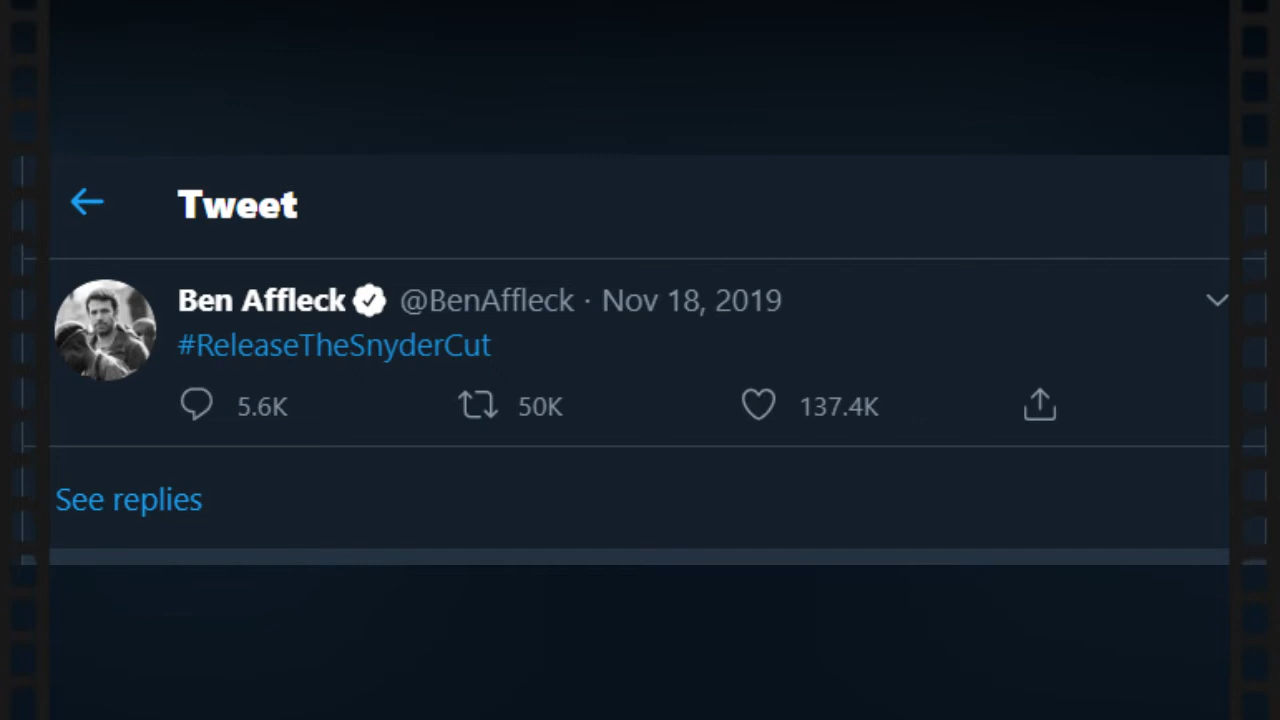 Tweet
Ben Affleck @BenAffleck · Nov 18, 2019
#ReleaseTheSnyderCut
5.6K 50K 137.4K
See replies